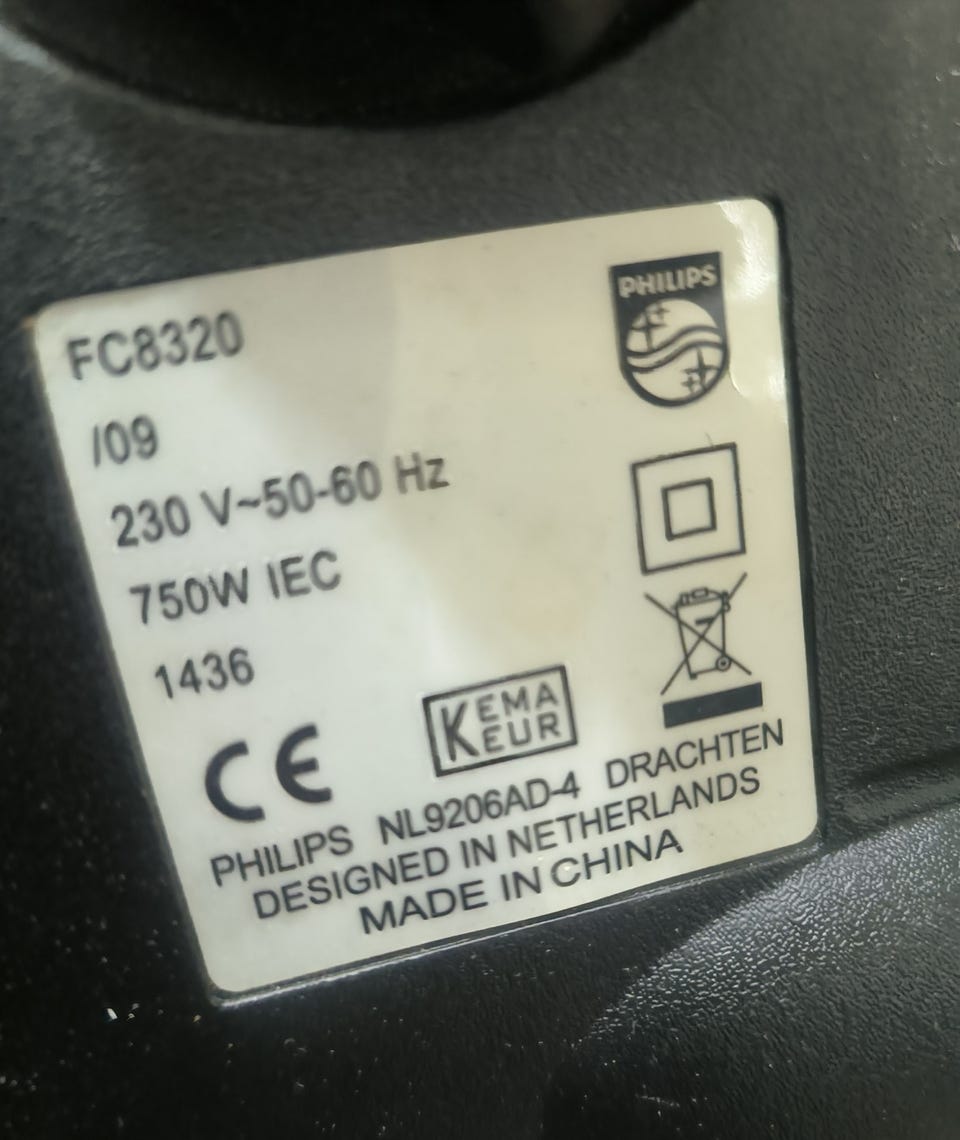 PHILIPS
FC8320
/09
230 V~50-60 Hz
750W IEC
1436
CE
KEMA
KEUR
PHILIPS NL9206AD-4 DRACHTEN
DESIGNED IN NETHERLANDS
MADE IN CHINA